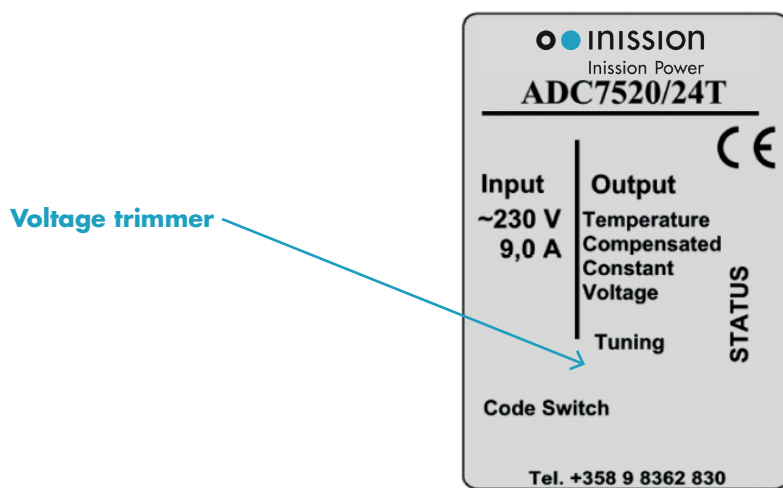 inission
Inission Power
ADC7520/24T
Voltage trimmer
Input
~230 V
9,0 A
Output
Temperature
Compensated
Constant
Voltage
Tuning
STATUS
Code Switch
Tel. +358 9 8362 830